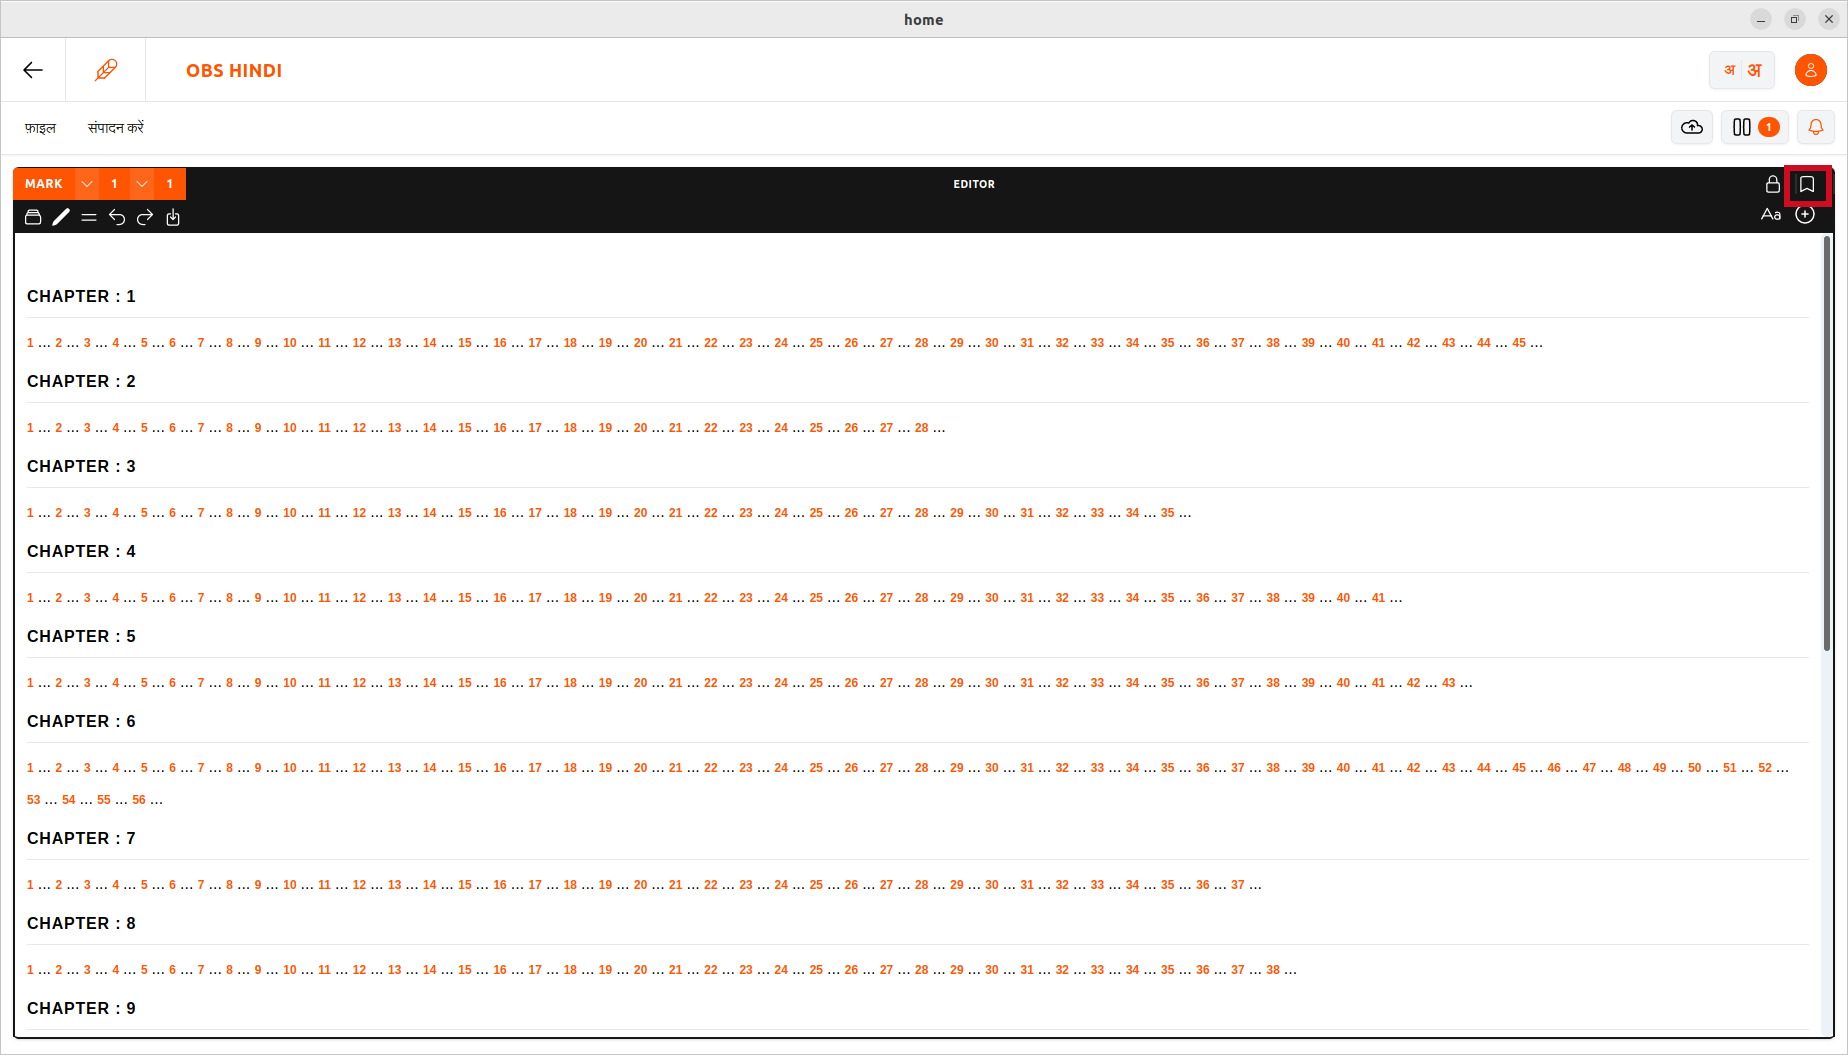 home
OBS HINDI
अ अ
फ़ाइल संपादन करें
1
MARK 1 1 EDITOR
Aa
CHAPTER : 1
1 ... 2 ... 3 ... 4 ... 5 ... 6 ... 7 ... 8 ... 9 ... 10 ... 11 ... 12 ... 13 ... 14 ... 15 ... 16 ... 17 ... 18 ... 19 ... 20 ... 21 ... 22 ... 23 ... 24 ... 25 ... 26 ... 27 ... 28 ... 29 ... 30 ... 31 ... 32 ... 33 ... 34 ... 35 ... 36 ... 37 ... 38 ... 39 ... 40 ... 41 ... 42 ... 43 ... 44 ... 45 ...
CHAPTER : 2
1 ... 2 ... 3 ... 4 ... 5 ... 6 ... 7 ... 8 ... 9 ... 10 ... 11 ... 12 ... 13 ... 14 ... 15 ... 16 ... 17 ... 18 ... 19 ... 20 ... 21 ... 22 ... 23 ... 24 ... 25 ... 26 ... 27 ... 28 ...
CHAPTER : 3
1 ... 2 ... 3 ... 4 ... 5 ... 6 ... 7 ... 8 ... 9 ... 10 ... 11 ... 12 ... 13 ... 14 ... 15 ... 16 ... 17 ... 18 ... 19 ... 20 ... 21 ... 22 ... 23 ... 24 ... 25 ... 26 ... 27 ... 28 ... 29 ... 30 ... 31 ... 32 ... 33 ... 34 ... 35 ...
CHAPTER : 4
1 ... 2 ... 3 ... 4 ... 5 ... 6 ... 7 ... 8 ... 9 ... 10 ... 11 ... 12 ... 13 ... 14 ... 15 ... 16 ... 17 ... 18 ... 19 ... 20 ... 21 ... 22 ... 23 ... 24 ... 25 ... 26 ... 27 ... 28 ... 29 ... 30 ... 31 ... 32 ... 33 ... 34 ... 35 ... 36 ... 37 ... 38 ... 39 ... 40 ... 41 ...
CHAPTER : 5
1 ... 2 ... 3 ... 4 ... 5 ... 6 ... 7 ... 8 ... 9 ... 10 ... 11 ... 12 ... 13 ... 14 ... 15 ... 16 ... 17 ... 18 ... 19 ... 20 ... 21 ... 22 ... 23 ... 24 ... 25 ... 26 ... 27 ... 28 ... 29 ... 30 ... 31 ... 32 ... 33 ... 34 ... 35 ... 36 ... 37 ... 38 ... 39 ... 40 ... 41 ... 42 ... 43 ...
CHAPTER : 6
1 ... 2 ... 3 ... 4 ... 5 ... 6 ... 7 ... 8 ... 9 ... 10 ... 11 ... 12 ... 13 ... 14 ... 15 ... 16 ... 17 ... 18 ... 19 ... 20 ... 21 ... 22 ... 23 ... 24 ... 25 ... 26 ... 27 ... 28 ... 29 ... 30 ... 31 ... 32 ... 33 ... 34 ... 35 ... 36 ... 37 ... 38 ... 39 ... 40 ... 41 ... 42 ... 43 ... 44 ... 45 ... 46 ... 47 ... 48 ... 49 ... 50 ... 51 ... 52 ...
53 ... 54 ... 55 ... 56 ...
CHAPTER : 7
1 ... 2 ... 3 ... 4 ... 5 ... 6 ... 7 ... 8 ... 9 ... 10 ... 11 ... 12 ... 13 ... 14 ... 15 ... 16 ... 17 ... 18 ... 19 ... 20 ... 21 ... 22 ... 23 ... 24 ... 25 ... 26 ... 27 ... 28 ... 29 ... 30 ... 31 ... 32 ... 33 ... 34 ... 35 ... 36 ... 37 ...
CHAPTER : 8
1 ... 2 ... 3 ... 4 ... 5 ... 6 ... 7 ... 8 ... 9 ... 10 ... 11 ... 12 ... 13 ... 14 ... 15 ... 16 ... 17 ... 18 ... 19 ... 20 ... 21 ... 22 ... 23 ... 24 ... 25 ... 26 ... 27 ... 28 ... 29 ... 30 ... 31 ... 32 ... 33 ... 34 ... 35 ... 36 ... 37 ... 38 ...
CHAPTER : 9